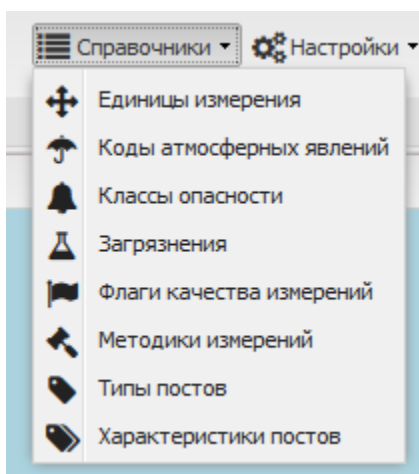 Справочники Настройки
Единицы измерения
Коды атмосферных явлений
Классы опасности
Загрязнения
Флаги качества измерений
Методики измерений
Типы постов
Характеристики постов